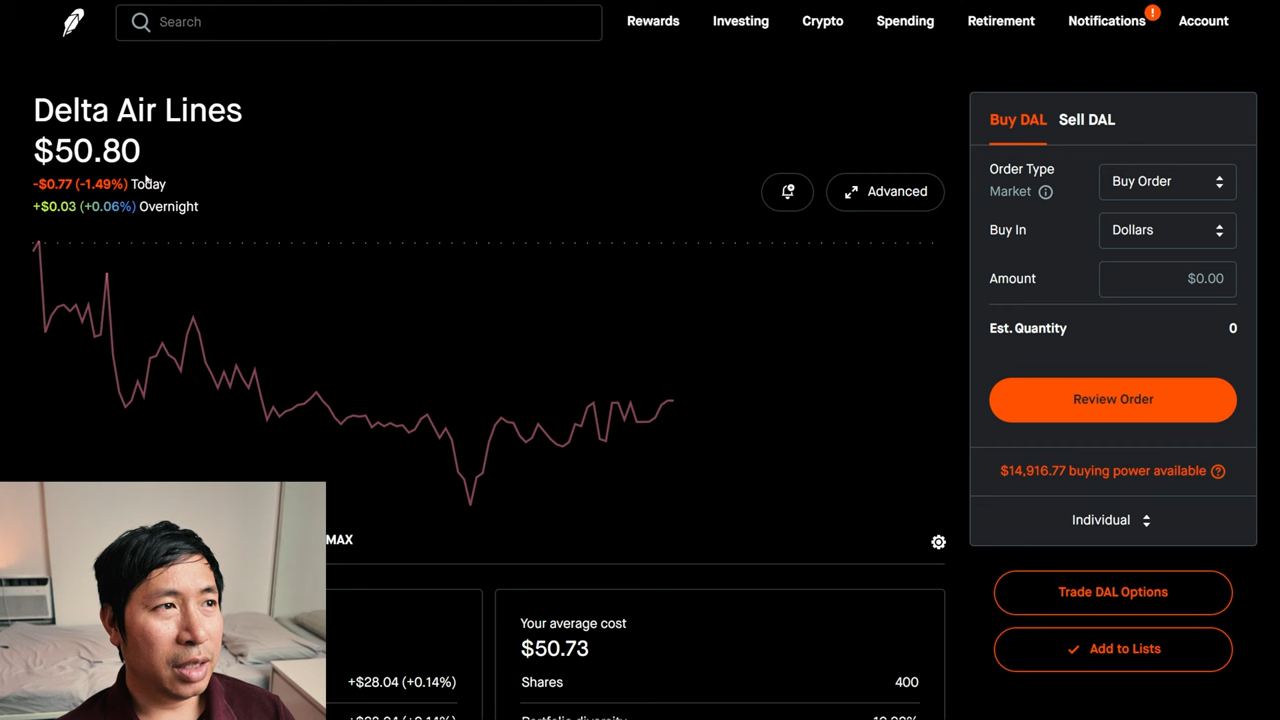 Search
Rewards
Investing
Crypto
Spending
Retirement
Notifications
!
Account
Delta Air Lines
$50.80
-$0.77 (-1.49%) Today
+$0.03 (+0.06%) Overnight
Advanced
Buy DAL
Sell DAL
Order Type
Market
Buy Order
Buy In
Dollars
Amount
$0.00
Est. Quantity
0
Review Order
$14,916.77 buying power available
Individual
MAX
Trade DAL Options
Add to Lists
Your average cost
$50.73
+$28.04 (+0.14%)
Shares
400